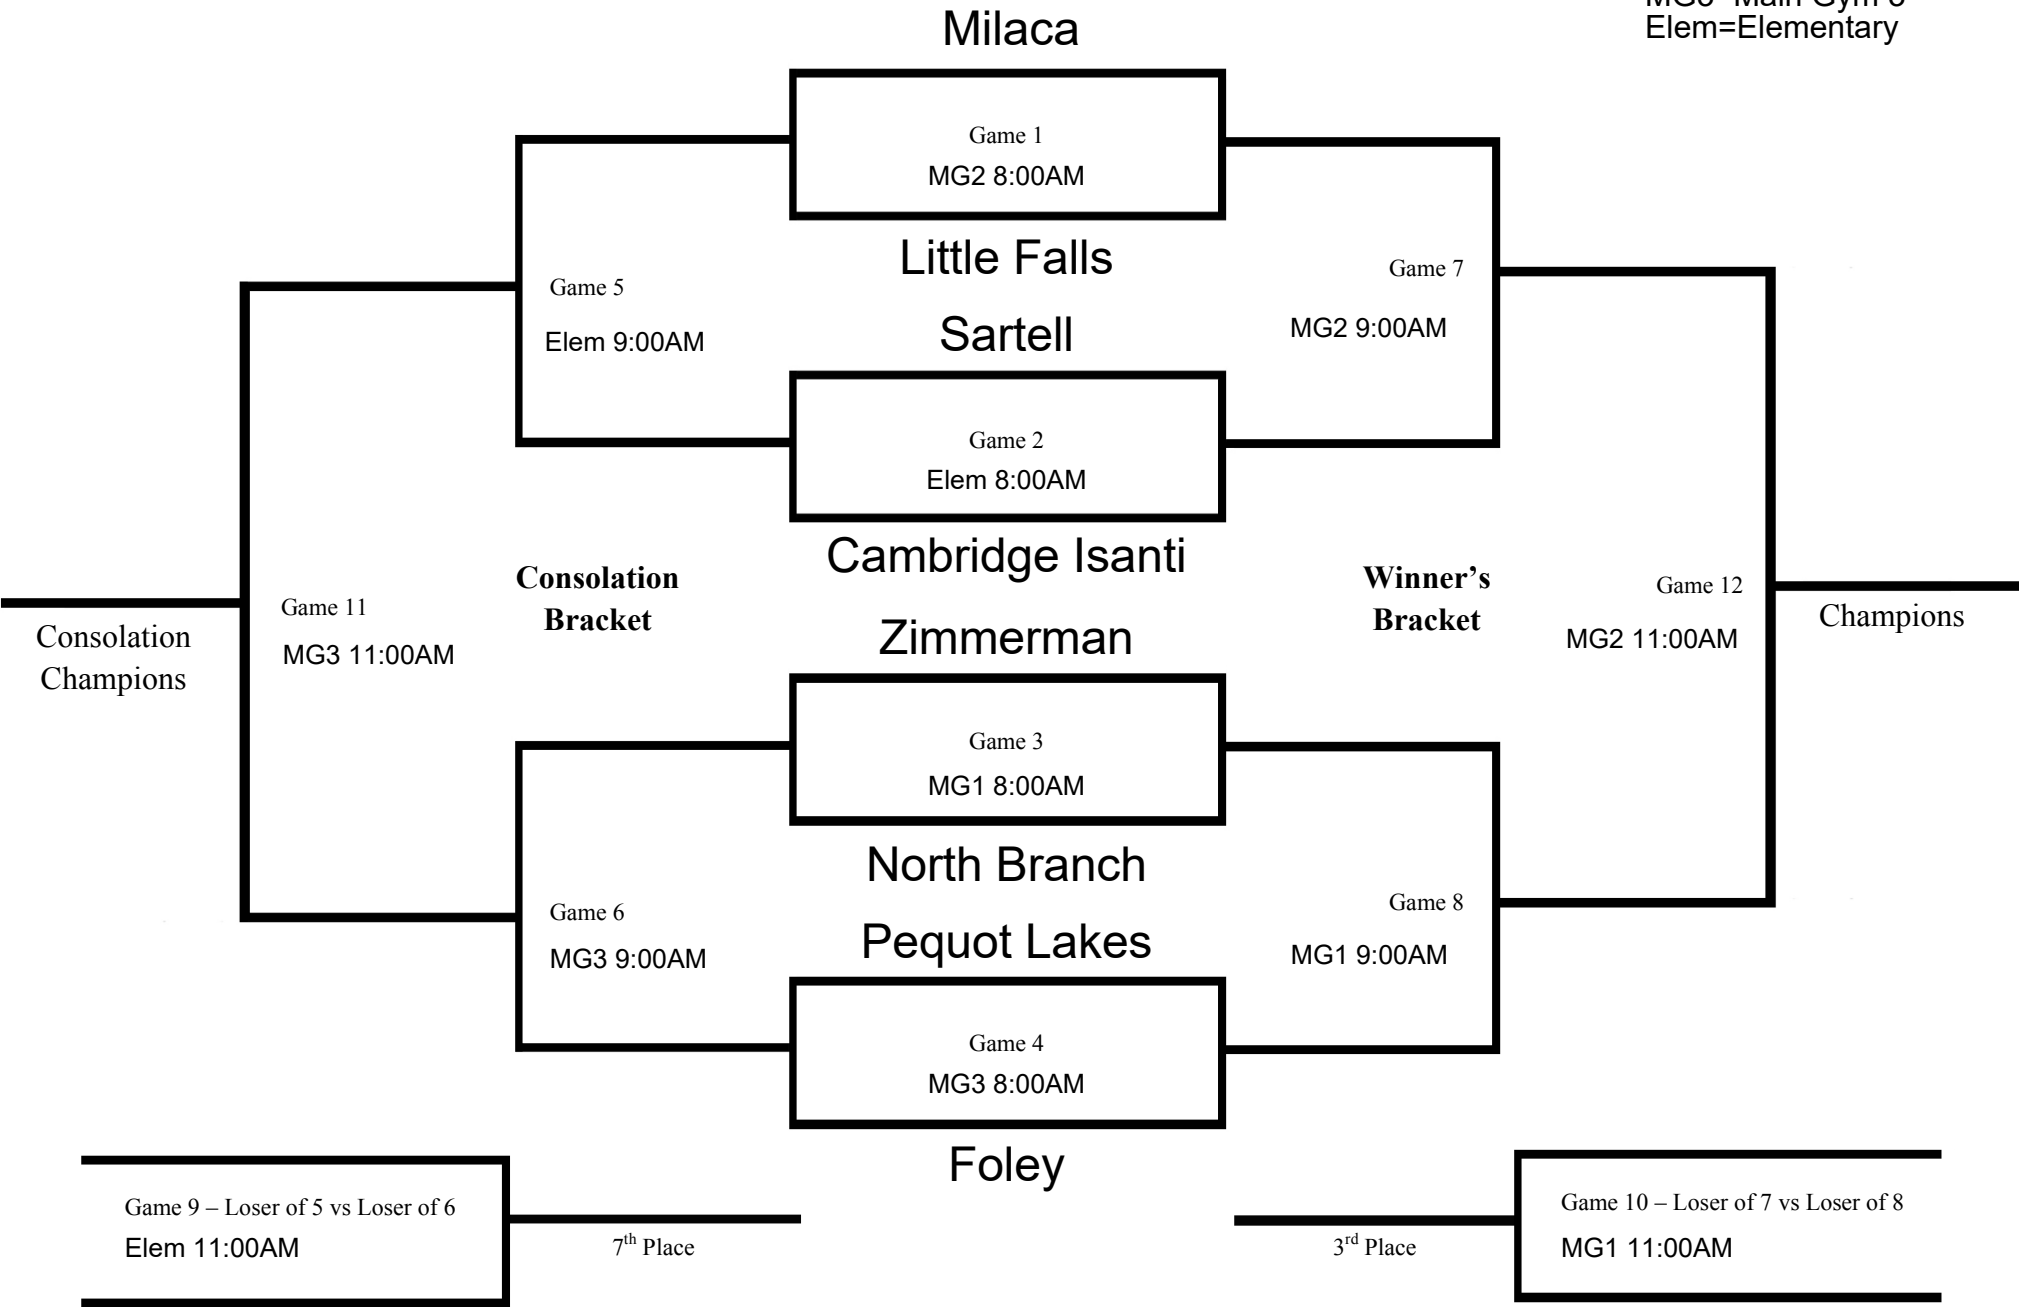 Elem=Elementary
Milaca
Game 1
MG2 8:00AM
Little Falls
Game 7
MG2 9:00AM
Game 5
Elem 9:00AM
Sartell
Game 2
Elem 8:00AM
Cambridge Isanti
Consolation
Bracket
Winner’s
Bracket
Game 12
MG2 11:00AM
Champions
Game 11
MG3 11:00AM
Consolation
Champions
Zimmerman
Game 3
MG1 8:00AM
North Branch
Game 8
MG1 9:00AM
Game 6
MG3 9:00AM
Pequot Lakes
Game 4
MG3 8:00AM
Foley
Game 9 – Loser of 5 vs Loser of 6
Elem 11:00AM
7th Place
3rd Place
Game 10 – Loser of 7 vs Loser of 8
MG1 11:00AM